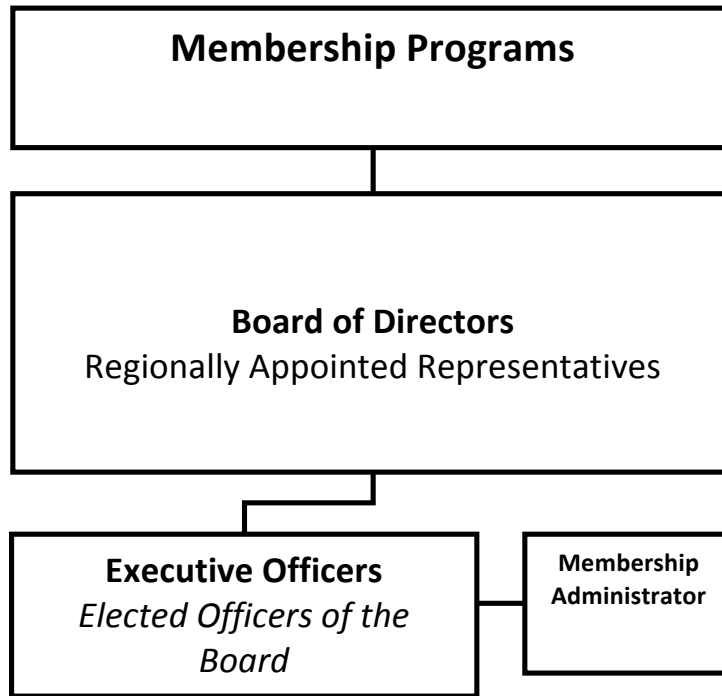 Membership Programs
Board of Directors
Regionally Appointed Representatives
Executive Officers
Elected Officers of the
Board
Membership
Administrator